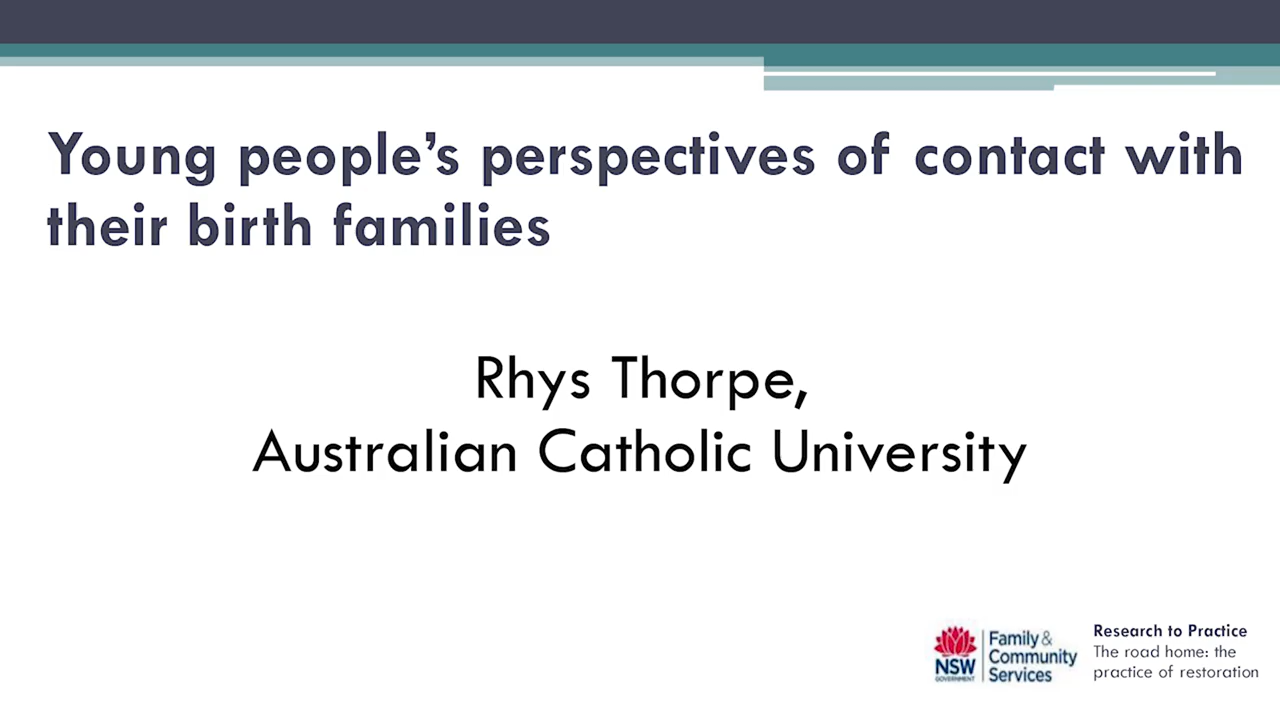 Young people’s perspectives of contact with
their birth families
Rhys Thorpe,
Australian Catholic University
NSW
GOVERNMENT
Family &
Community
Services
Research to Practice
The road home: the
practice of restoration